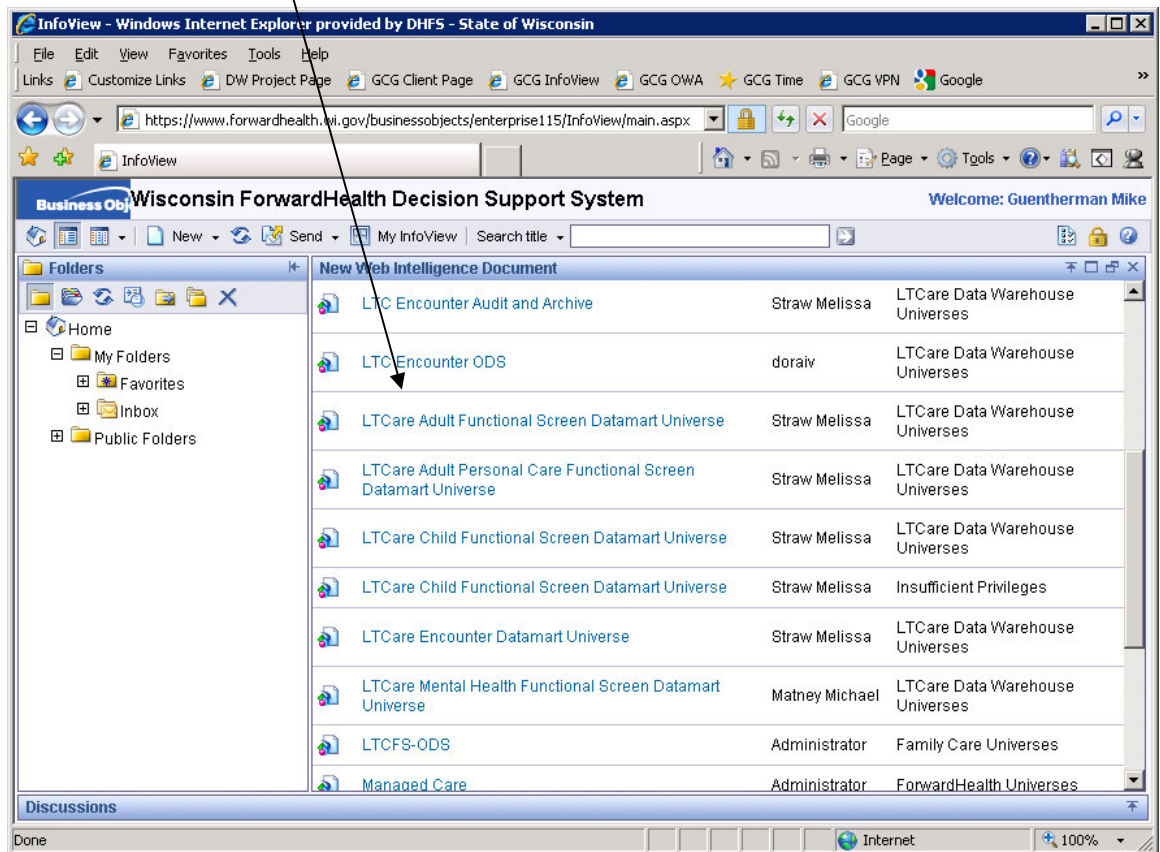 InfoView - Windows Internet Explorer provided by DHFS - State of Wisconsin
File Edit View Favorites Tools Help
Links Customize Links DW Project Page GCG Client Page GCG InfoView GCG OWA GCG Time GCG VPN Google »
https://www.forwardhealth.wi.gov/businessobjects/enterprise115/InfoView/main.aspx Google
InfoView Page Tools
Business Obj Wisconsin ForwardHealth Decision Support System Welcome: Guentherman Mike
New Send My InfoView Search title
Folders
New Web Intelligence Document
Home
My Folders
Favorites
Inbox
Public Folders
LTC Encounter Audit and Archive Straw Melissa LTCare Data Warehouse
Universes
LTC Encounter ODS doraiv LTCare Data Warehouse
Universes
LTCare Adult Functional Screen Datamart Universe Straw Melissa LTCare Data Warehouse
Universes
LTCare Adult Personal Care Functional Screen Straw Melissa LTCare Data Warehouse
Datamart Universe Universes
LTCare Child Functional Screen Datamart Universe Straw Melissa LTCare Data Warehouse
Universes
LTCare Child Functional Screen Datamart Universe Straw Melissa Insufficient Privileges
LTCare Encounter Datamart Universe Straw Melissa LTCare Data Warehouse
Universes
LTCare Mental Health Functional Screen Datamart Matney Michael LTCare Data Warehouse
Universe Universes
LTCFS-ODS Administrator Family Care Universes
Managed Care Administrator ForwardHealth Universes
Discussions
Done Internet 100%